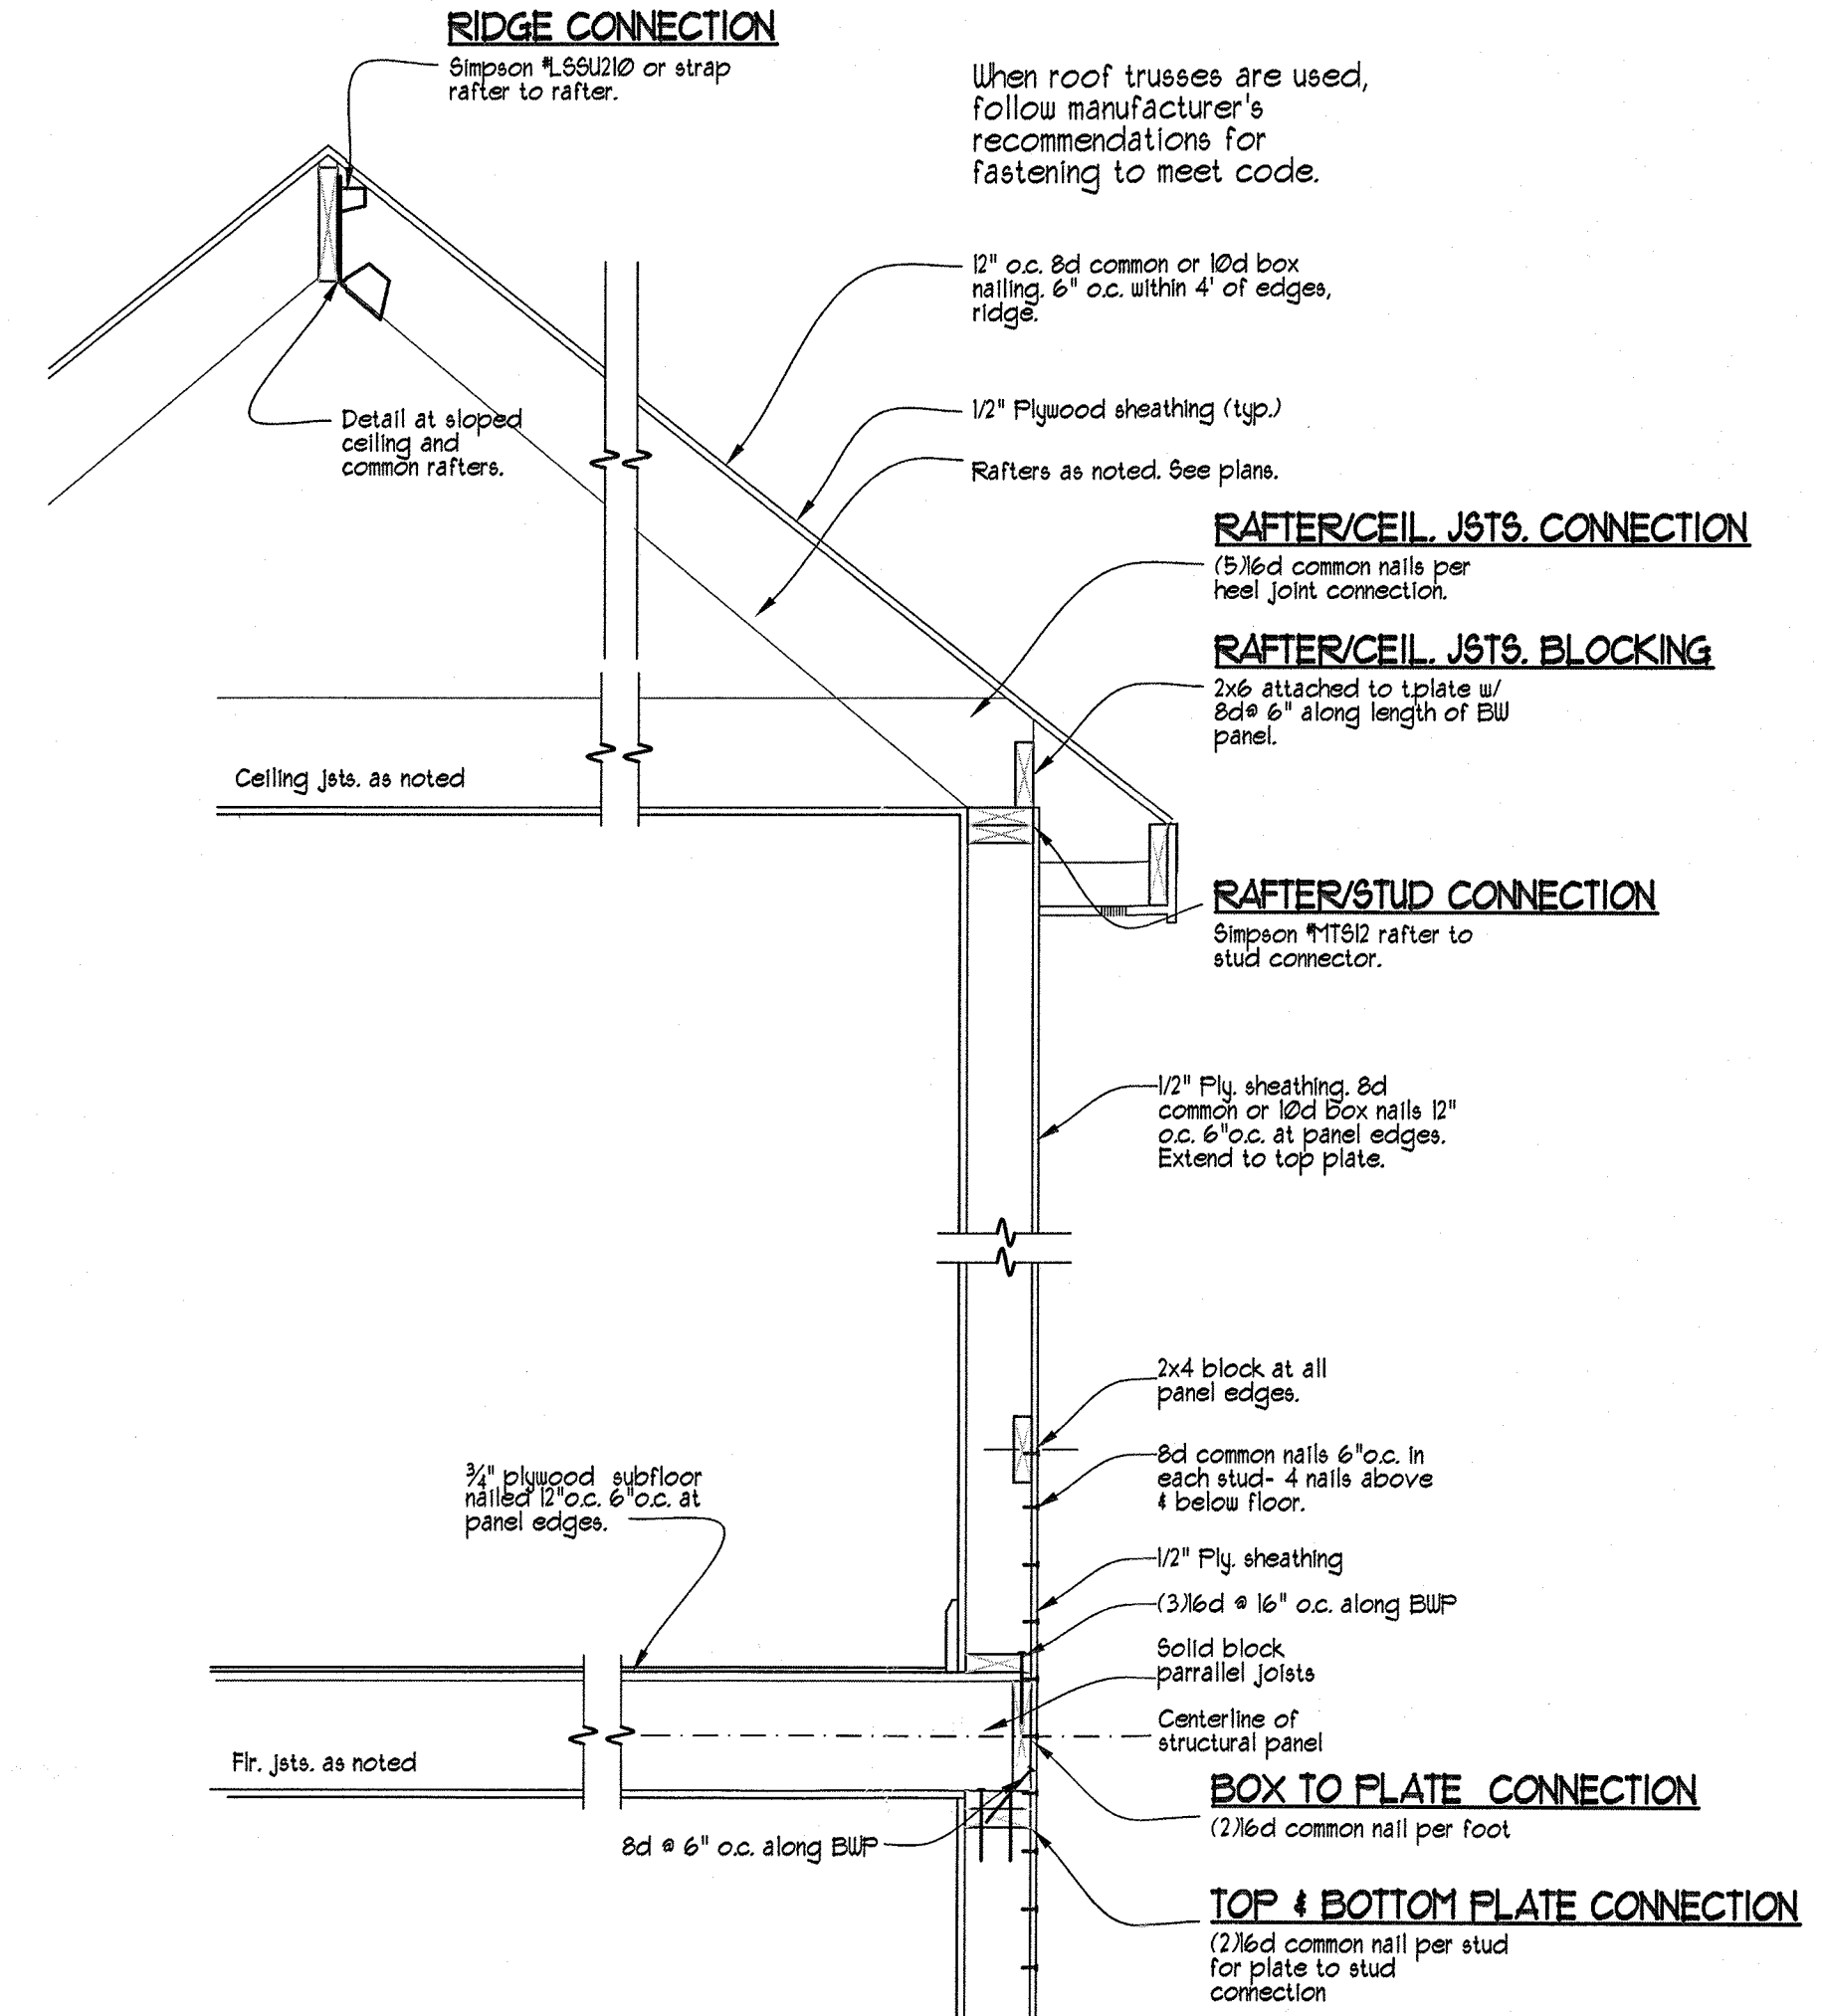 RIDGE CONNECTION
Simpson #LSSU210 or strap
rafter to rafter.
When roof trusses are used,
follow manufacturer's
recommendations for
fastening to meet code.
12" o.c. 8d common or 10d box
nailing. 6" o.c. within 4' of edges,
ridge.
1/2" Plywood sheathing (typ.)
Detail at sloped
ceiling and
common rafters.
Rafters as noted. See plans.
RAFTER/CEIL. JSTS. CONNECTION
(5)16d common nails per
heel joint connection.
RAFTER/CEIL. JSTS. BLOCKING
2x6 attached to t.plate w/
8d@ 6" along length of BW
panel.
Ceiling jsts. as noted
RAFTER/STUD CONNECTION
Simpson #MTS12 rafter to
stud connector.
1/2" Ply. sheathing. 8d
common or 10d box nails 12"
o.c. 6"o.c. at panel edges.
Extend to top plate.
2x4 block at all
panel edges.
8d common nails 6"o.c. in
each stud- 4 nails above
& below floor.
3/4" plywood subfloor
nailed 12"o.c. 6"o.c. at
panel edges.
1/2" Ply. sheathing
(3)16d @ 16" o.c. along BWP
Solid block
parrallel joists
Centerline of
structural panel
Flr. jsts. as noted
BOX TO PLATE CONNECTION
(2)16d common nail per foot
8d @ 6" o.c. along BWP
TOP & BOTTOM PLATE CONNECTION
(2)16d common nail per stud
for plate to stud
connection